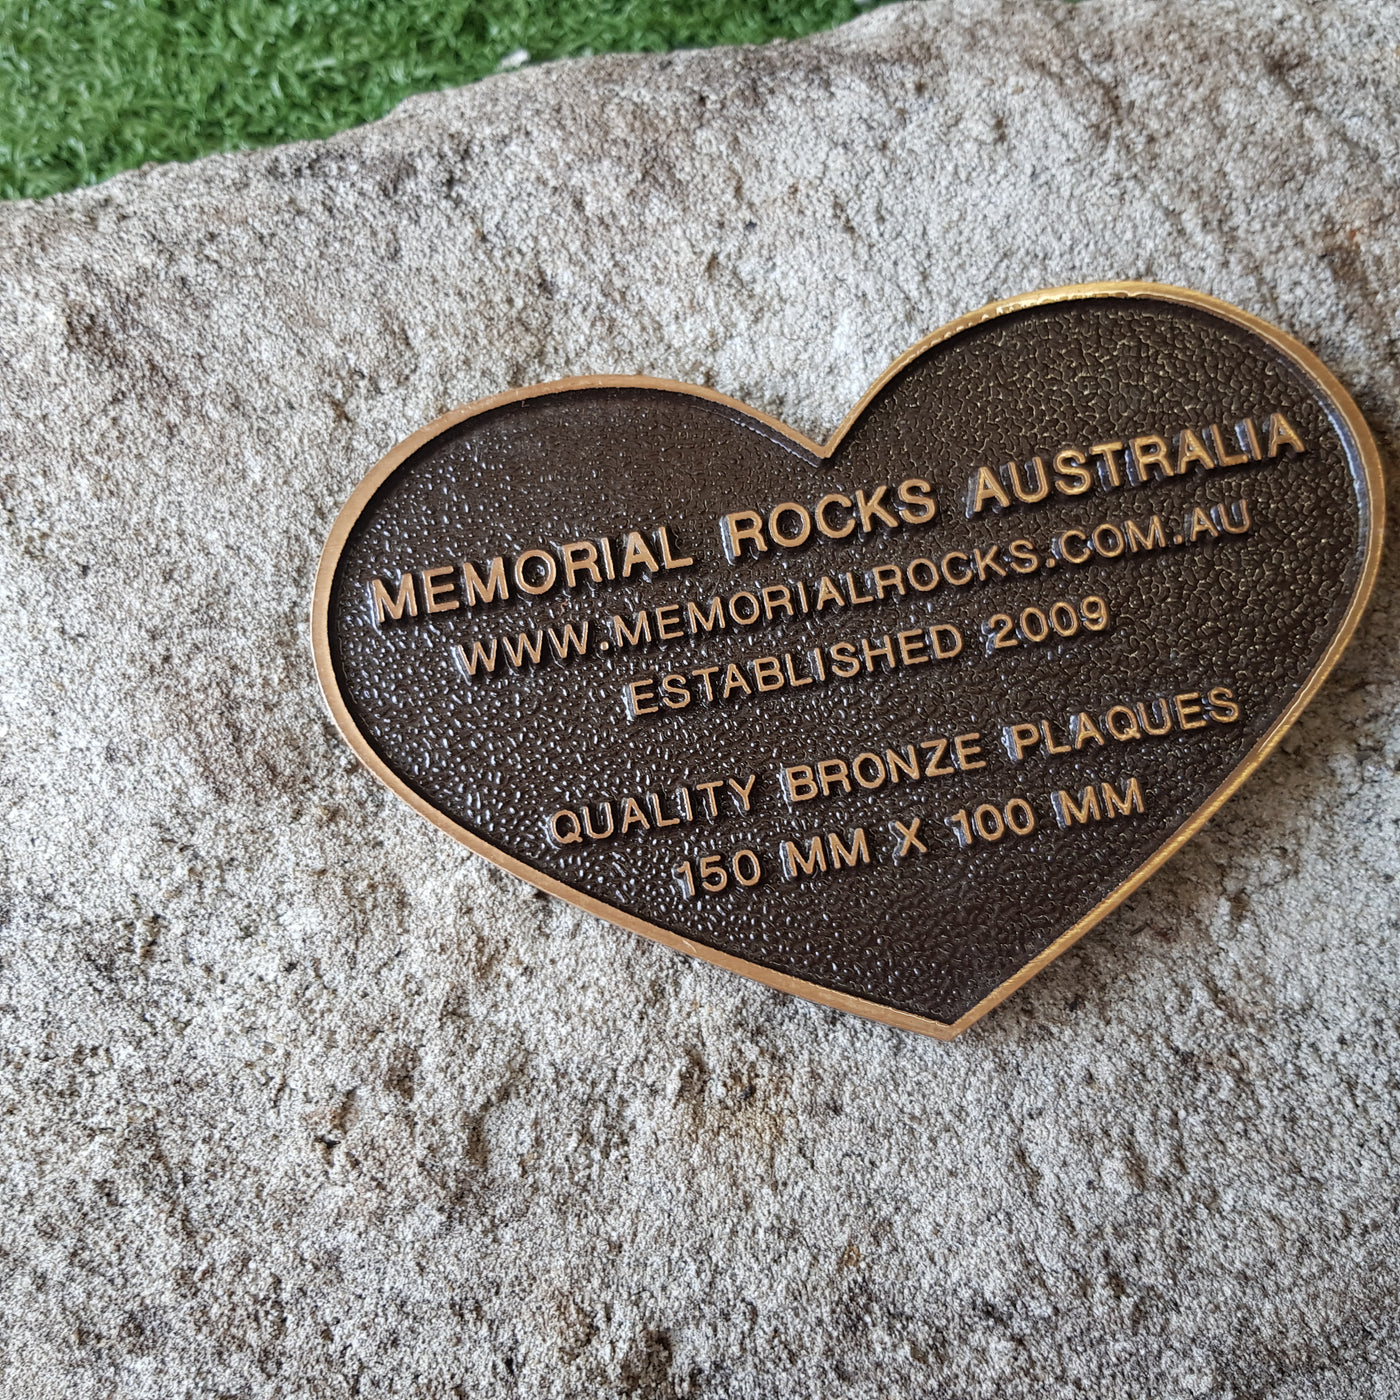 MEMORIAL ROCKS AUSTRALIA
WWW.MEMORIALROCKS.COM.AU
ESTABLISHED 2009
QUALITY BRONZE PLAQUES
150 MM X 100 MM